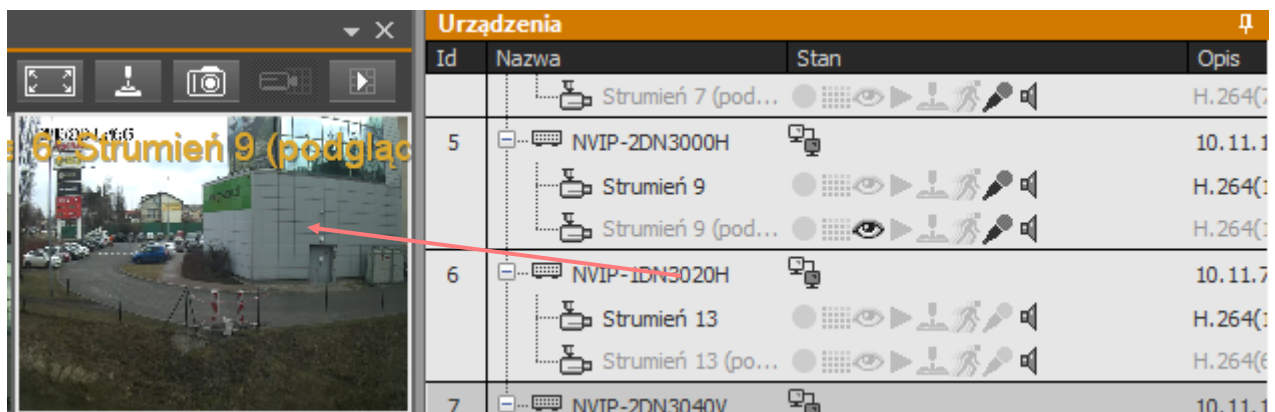 Urządzenia
Id Nazwa Stan Opis
Strumień 7 (pod... H.264(
6 Strumień 9 (podgląd
5 NVIP-2DN3000H 10.11.1
Strumień 9 H.264(
Strumień 9 (pod... H.264(
6 NVIP-1DN3020H 10.11.7
Strumień 13 H.264(
Strumień 13 (po... H.264(
7 NVIP-2DN3040V 10.11.1